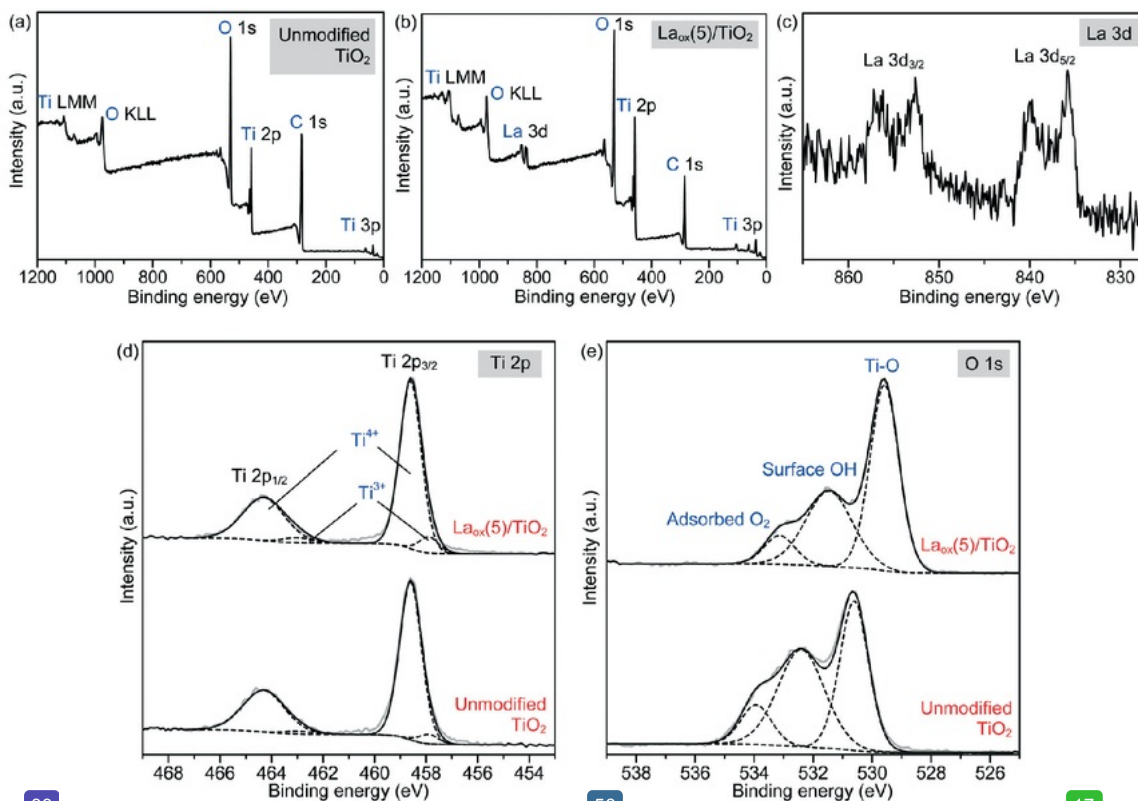 (a)
O 1s
Unmodified
TiO₂
Ti LMM
O KLL
Ti 2p
C 1s
Ti 3p
Intensity (a.u.)
1200 1000 800 600 400 200 0
Binding energy (eV)
(b)
O 1s
Laₒₓ(5)/TiO₂
Ti LMM
O KLL
La 3d
Ti 2p
C 1s
Ti 3p
Intensity (a.u.)
1200 1000 800 600 400 200 0
Binding energy (eV)
(c)
La 3d
La 3d₃/₂
La 3d₅/₂
Intensity (a.u.)
860 850 840 830
Binding energy (eV)
(d)
Ti 2p₃/₂
Ti 2p
Ti⁴⁺
Ti 2p₁/₂
Ti³⁺
Laₒₓ(5)/TiO₂
Unmodified
TiO₂
Intensity (a.u.)
468 466 464 462 460 458 456 454
Binding energy (eV)
(e)
Ti-O
O 1s
Surface OH
Adsorbed O₂
Laₒₓ(5)/TiO₂
Unmodified
TiO₂
Intensity (a.u.)
538 536 534 532 530 528 526
Binding energy (eV)